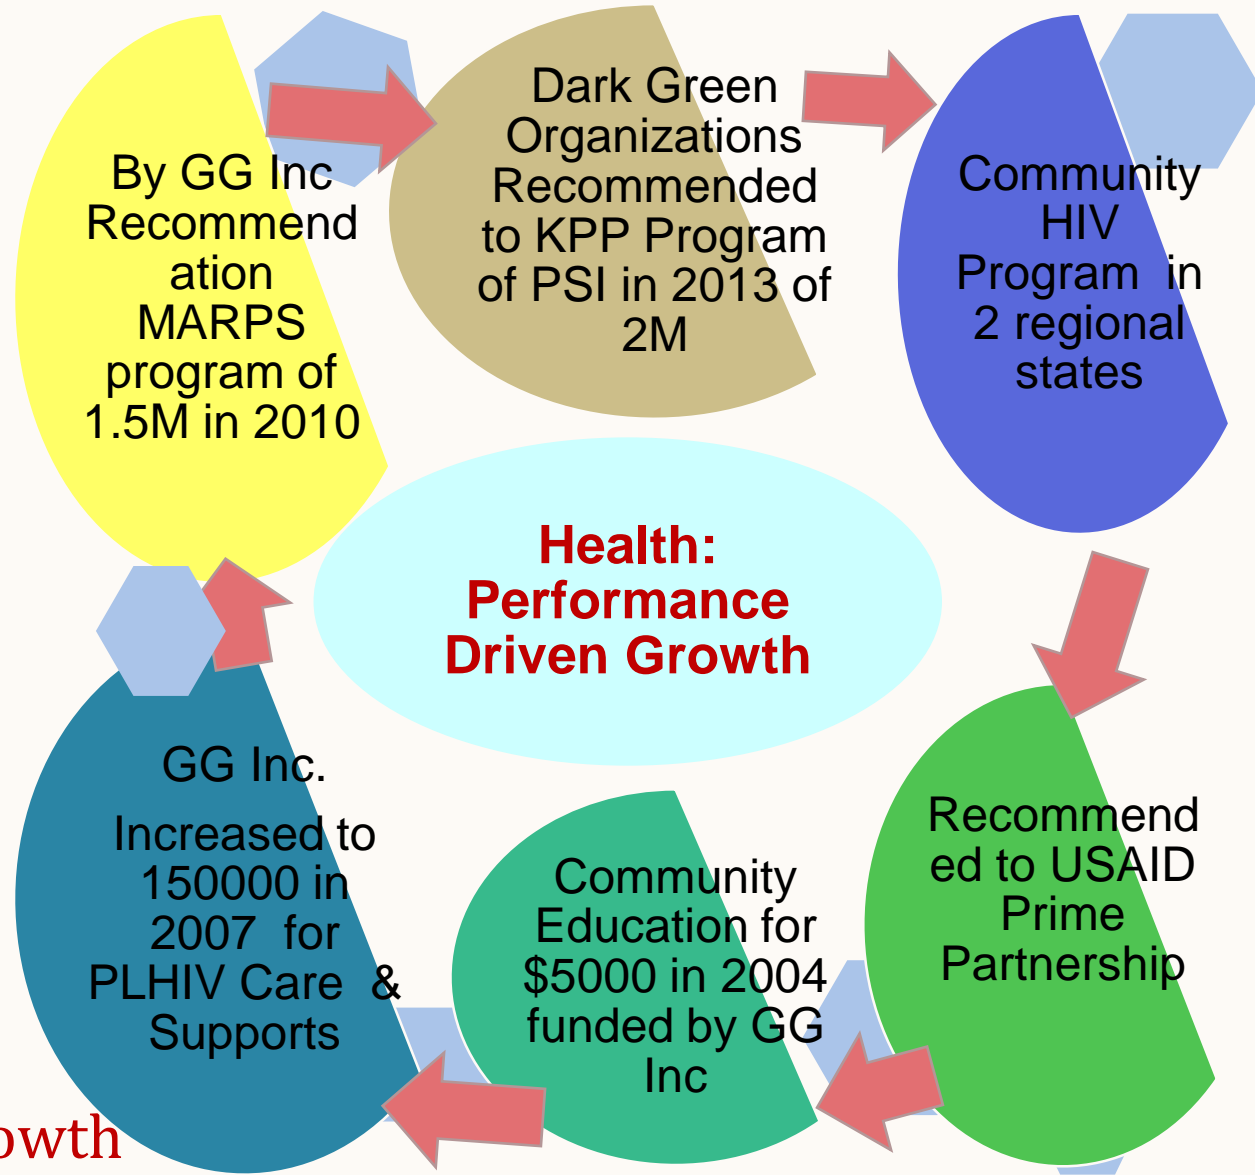 By GG Inc
Recommend
ation
MARPS
program of
1.5M in 2010
Dark Green
Organizations
Recommended
to KPP Program
of PSI in 2013 of
2M
Community
HIV
Program in
2 regional
states
Health:
Performance
Driven Growth
GG Inc.
Increased to
150000 in
2007 for
PLHIV Care &
Supports
Community
Education for
$5000 in 2004
funded by GG
Inc
Recommend
ed to USAID
Prime
Partnership